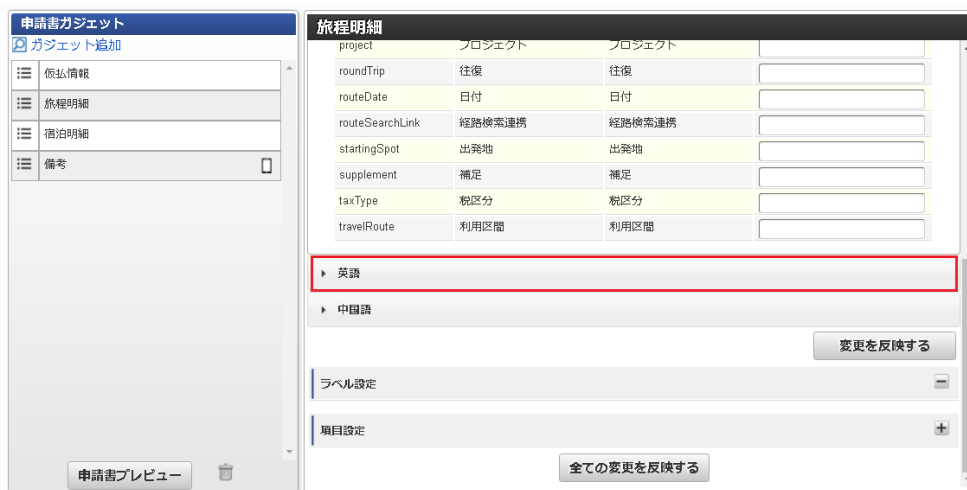 申請書ガジェット
ガジェット追加
仮払情報
旅程明細
宿泊明細
備考
申請書プレビュー
旅程明細
project プロジェクト プロジェクト
roundTrip 往復 往復
routeDate 日付 日付
routeSearchLink 経路検索連携 経路検索連携
startingSpot 出発地 出発地
supplement 補足 補足
taxType 税区分 税区分
travelRoute 利用区間 利用区間
英語
中国語
変更を反映する
ラベル設定
項目設定
全ての変更を反映する